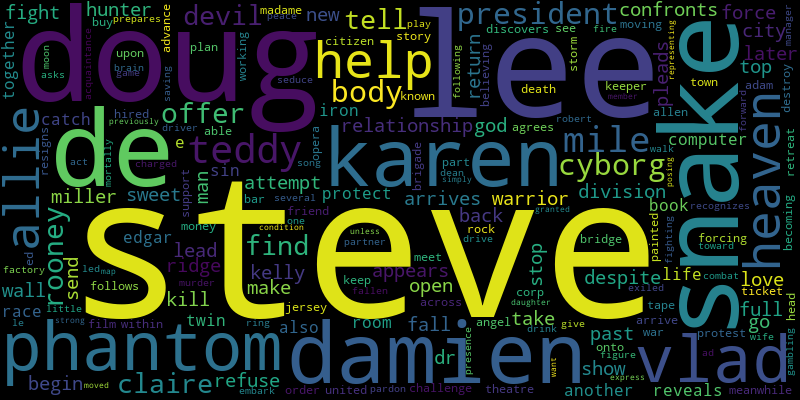 fight hunter devil tell president confronts
buy madame play new hunter citizen story discovers see fire force
together prepares advance doug help lee pleads city
moon upon plan working saving seduce body death known return storm keeper snake later
asks brain game offer iron relationship god agrees mile town top
acquaintance hired able driver e teddy karen following believing computer adam destroy
allie catch previously act man sin opera brigade part dean simply cyborg robert allen walk heaven
resigns mortally charged de support attempt protect arrives warrior division forward retreat
miller sweet bar several back rock book recognizes becoming
rooney edgar money friend one condition unless granted drive bridge painted fighting toward
send lead find partner meet stop despite exiled combat
ed ridge kelly appears life love
factory led map follows steve make keep open corp tape ticket
wall kill murder jersey fallen across daughter take past war full go head
race little film within twin ring also room fall angel drink give onto arrive protest wife
le strong phantom damien dr presence want show figure vlad gambling
begin moved claire refuse order united pardon challenge theatre another reveals meanwhile
embark express ad
peace representing member moving forcing posing